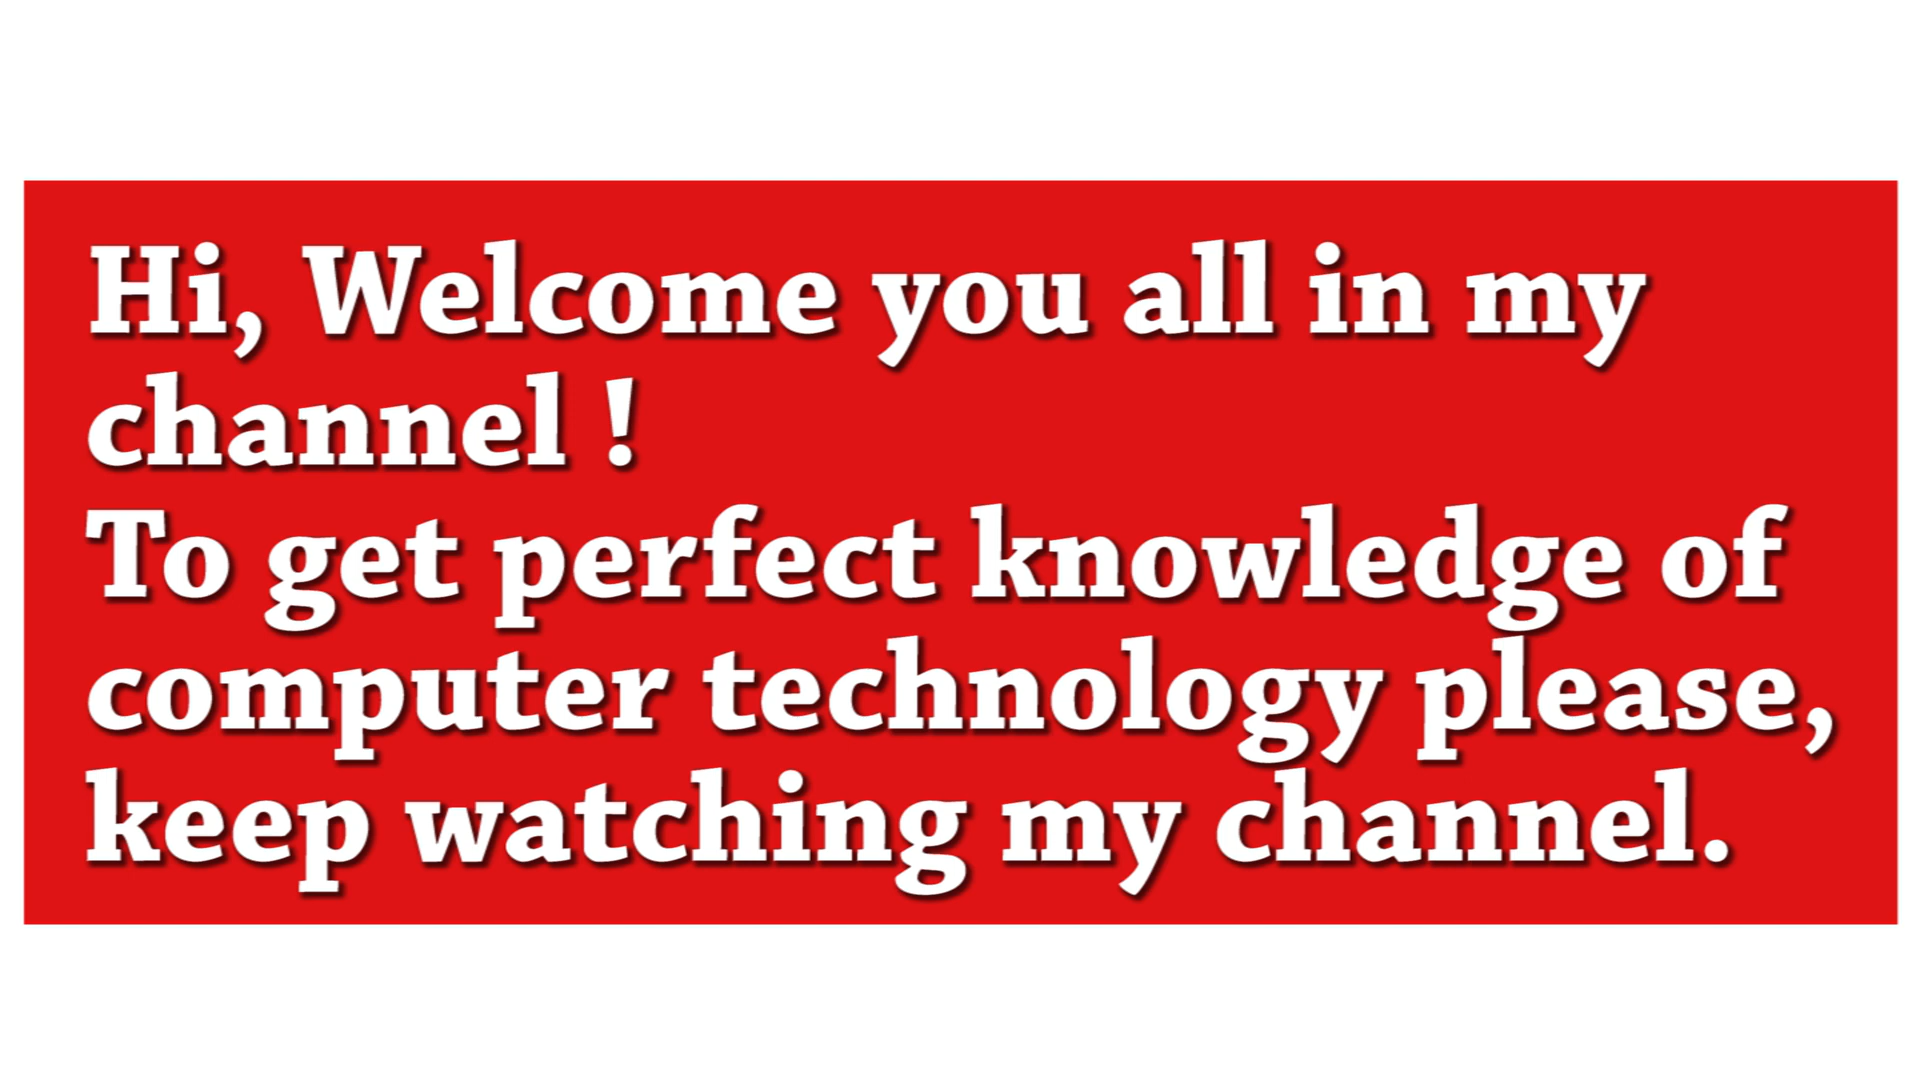 Hi, Welcome you all in my
channel !
To get perfect knowledge of
computer technology please,
keep watching my channel.